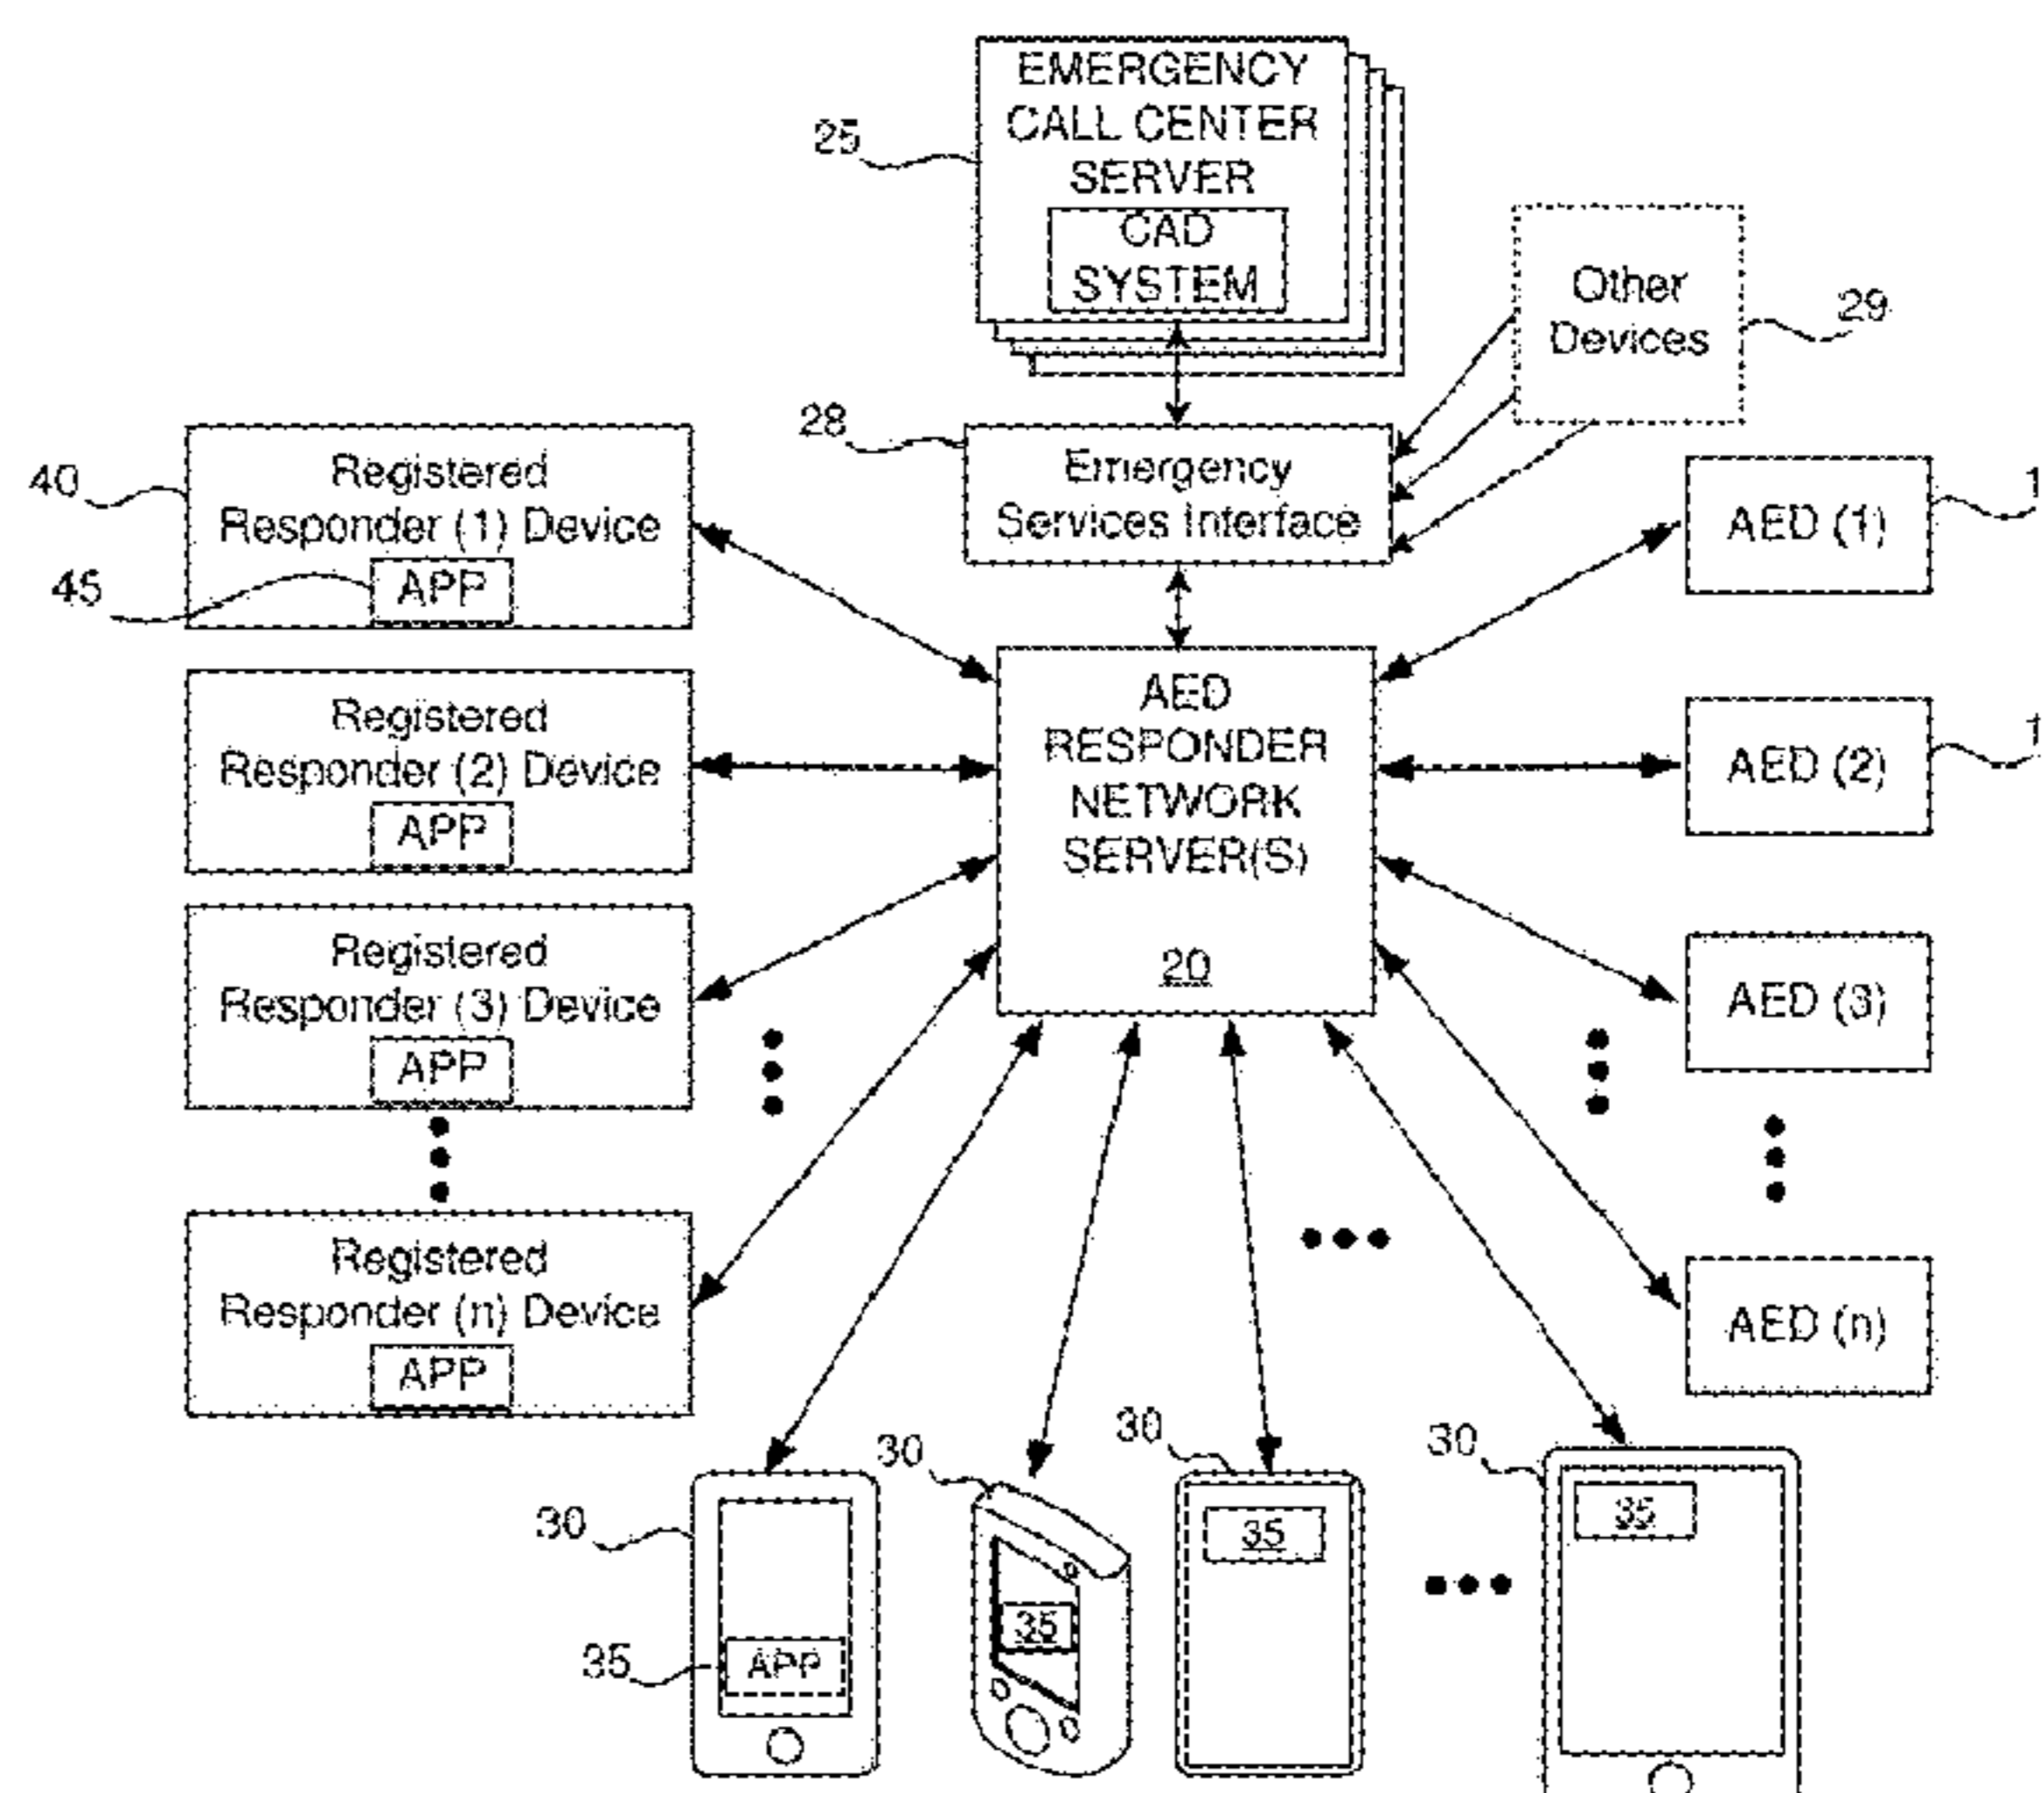 EMERGENCY
CALL CENTER
SERVER
CAD
SYSTEM
25
Other
Devices
29
28
Emergency
Services Interface
40
Registered
Responder (1) Device
APP
45
AED (1)
1
Registered
Responder (2) Device
APP
AED
RESPONDER
NETWORK
SERVER(S)
20
AED (2)
1
Registered
Responder (3) Device
APP
AED (3)
Registered
Responder (n) Device
APP
AED (n)
30
35
APP
30
35
30
35
30
35